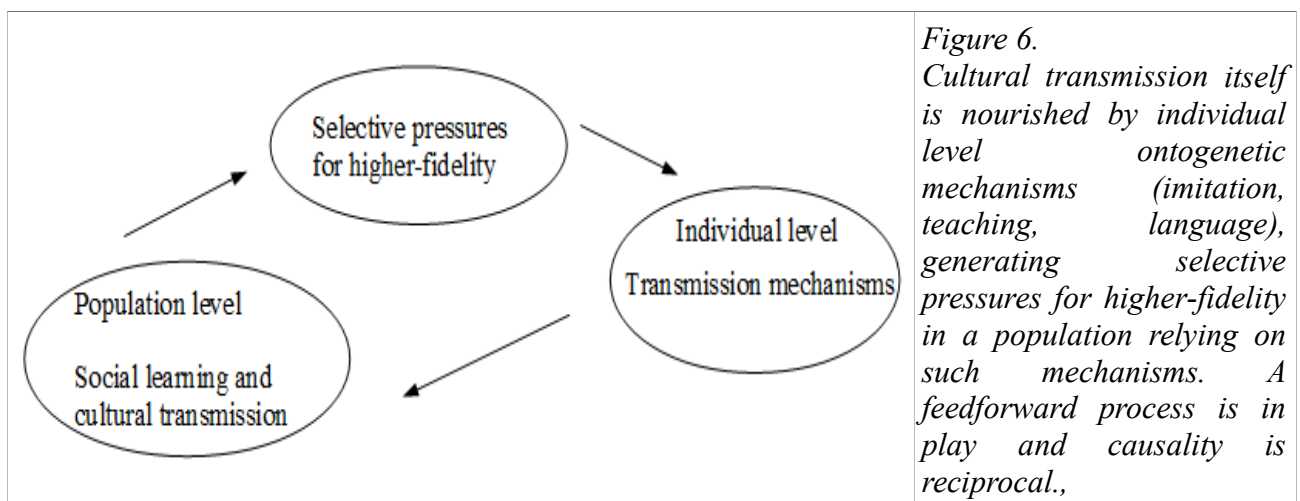 Selective pressures
for higher-fidelity
Individual level
Transmission mechanisms
Population level
Social learning and
cultural transmission
Figure 6.
Cultural transmission itself
is nourished by individual
level ontogenetic
mechanisms (imitation,
teaching, language),
generating selective
pressures for higher-fidelity
in a population relying on
such mechanisms. A
feedforward process is in
play and causality is
reciprocal.,